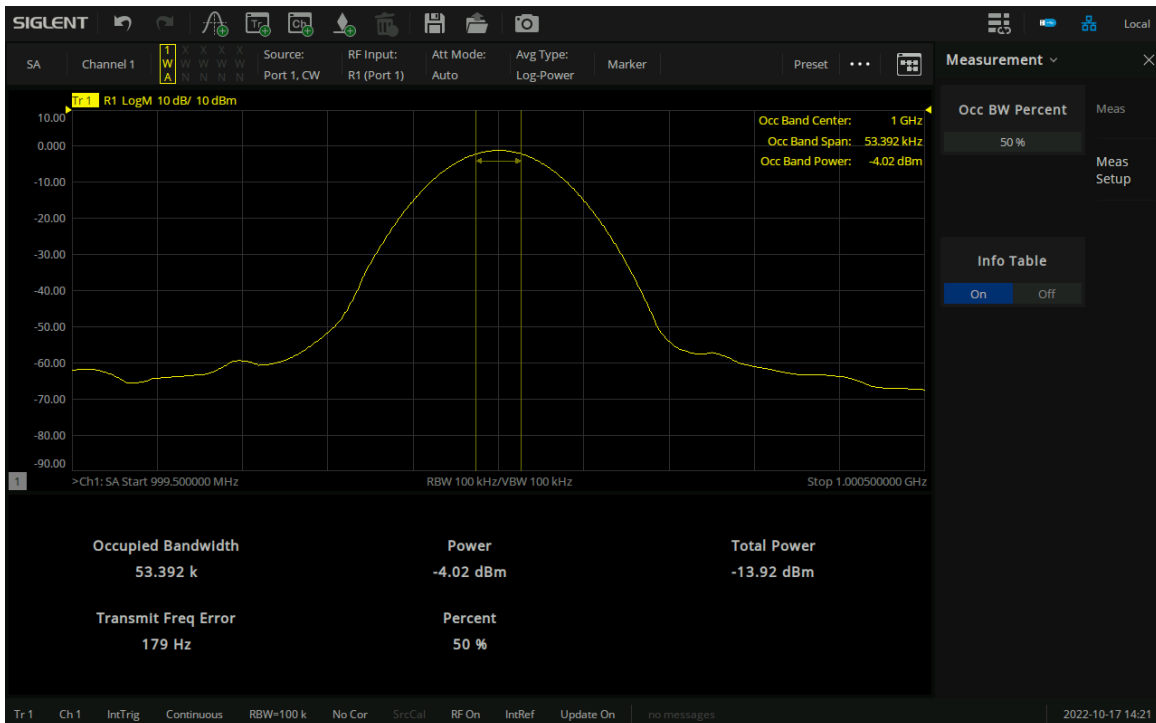 SIGLENT
Tr
Ch
Local
SA
Channel 1
1 X X X X
W W W W W
A N N N N
Source:
Port 1, CW
RF Input:
R1 (Port 1)
Att Mode:
Auto
Avg Type:
Log-Power
Marker
Preset
Measurement
Tr 1 R1 LogM 10 dB/ 10 dBm
Occ Band Center: 1 GHz
Occ Band Span: 53.392 kHz
Occ Band Power: -4.02 dBm
10.00
0.000
-10.00
-20.00
-30.00
-40.00
-50.00
-60.00
-70.00
-80.00
-90.00
1
>Ch1: SA Start 999.500000 MHz
RBW 100 kHz/VBW 100 kHz
Stop 1.000500000 GHz
Occ BW Percent
50 %
Meas
Meas
Setup
Info Table
On Off
Occupied Bandwidth
53.392 k
Power
-4.02 dBm
Total Power
-13.92 dBm
Transmit Freq Error
179 Hz
Percent
50 %
Tr 1 Ch 1 IntTrig Continuous RBW=100 k No Cor SrcCal RF On IntRef Update On no messages 2022-10-17 14:21